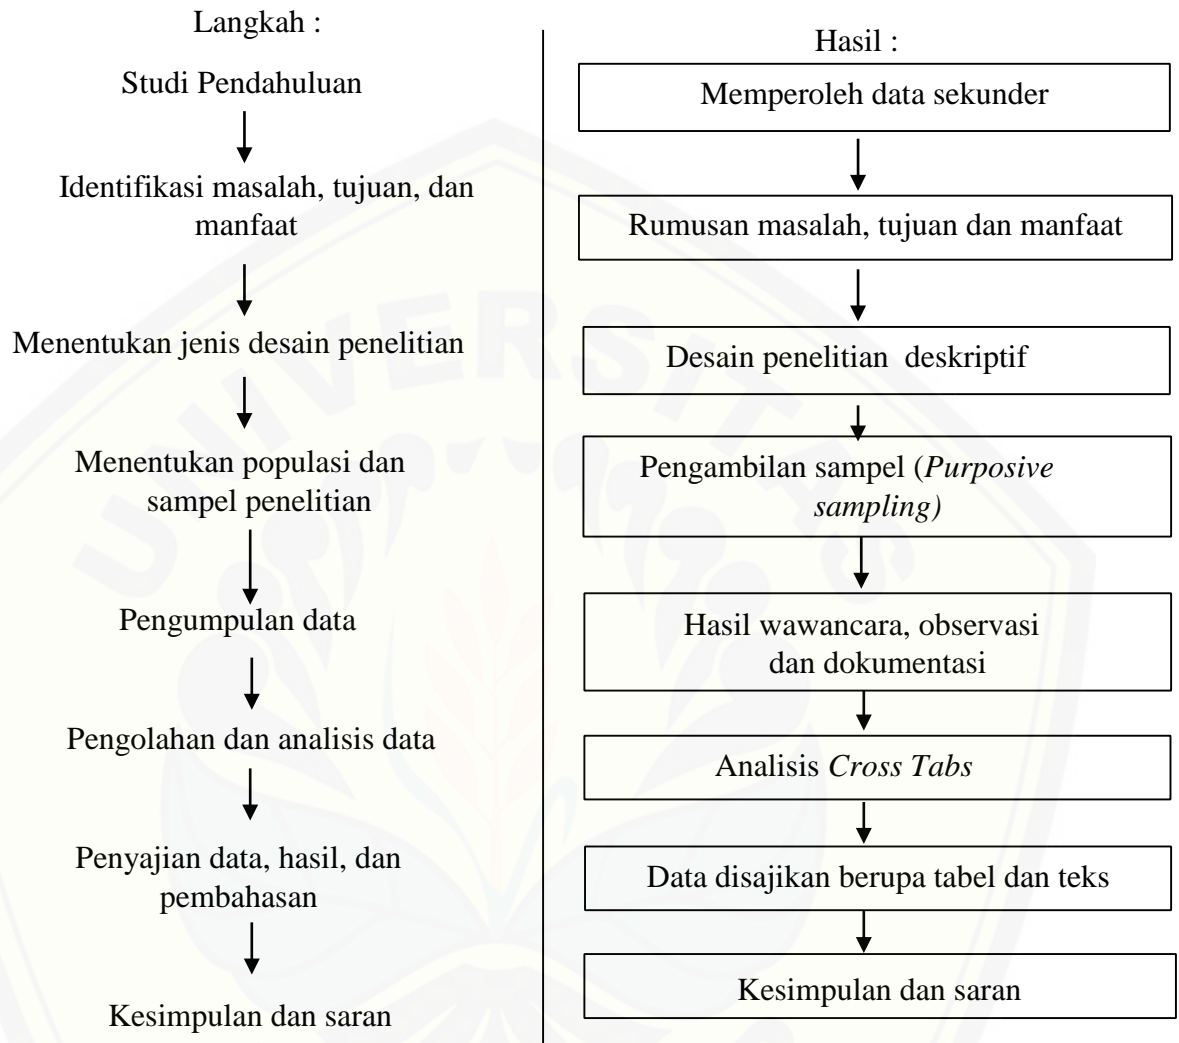 Langkah :
Studi Pendahuluan
Identifikasi masalah, tujuan, dan
manfaat
Menentukan jenis desain penelitian
Menentukan populasi dan
sampel penelitian
Pengumpulan data
Pengolahan dan analisis data
Penyajian data, hasil, dan
pembahasan
Kesimpulan dan saran
Hasil :
Memperoleh data sekunder
Rumusan masalah, tujuan dan manfaat
Desain penelitian deskriptif
Pengambilan sampel (Purposive
sampling)
Hasil wawancara, observasi
dan dokumentasi
Analisis Cross Tabs
Data disajikan berupa tabel dan teks
Kesimpulan dan saran
UNIVERSITAS